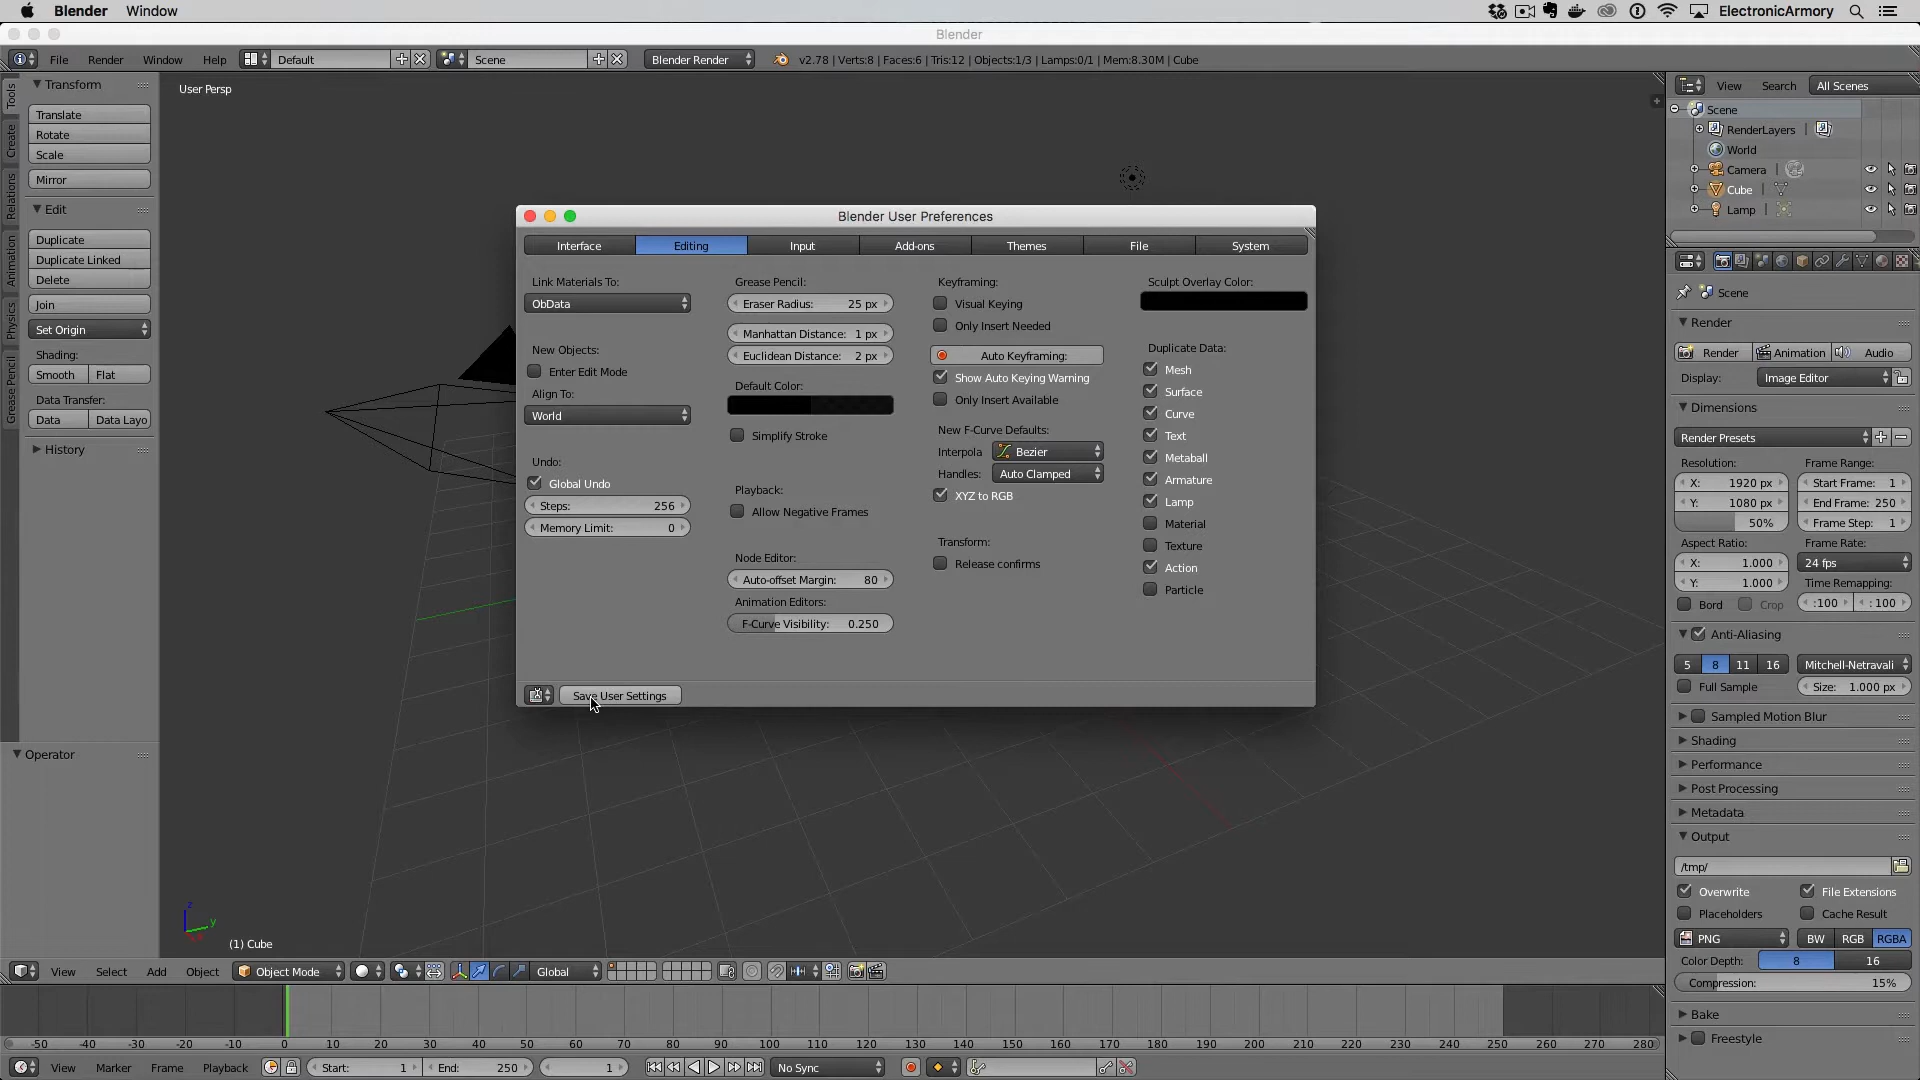 Blender Window ElectronicArmory
Blender
File Render Window Help Default Scene Blender Render v2.78 | Verts:8 | Faces:6 | Tris:12 | Objects:1/3 | Lamps:0/1 | Mem:8.30M | Cube
Tools
Create
Relations
Animation
Physics
Grease Pencil
Transform
Translate
Rotate
Scale
Mirror
Edit
Duplicate
Duplicate Linked
Delete
Join
Set Origin
Shading:
Smooth Flat
Data Transfer:
Data Data Layo
History
Operator
User Persp
(1) Cube
z
y
Blender User Preferences
Interface Editing Input Add-ons Themes File System
Link Materials To:
ObData
New Objects:
Enter Edit Mode
Align To:
World
Undo:
Global Undo
Steps: 256
Memory Limit: 0
Grease Pencil:
Eraser Radius: 25 px
Manhattan Distance: 1 px
Euclidean Distance: 2 px
Default Color:
Simplify Stroke
Playback:
Allow Negative Frames
Node Editor:
Auto-offset Margin: 80
Animation Editors:
F-Curve Visibility: 0.250
Keyframing:
Visual Keying
Only Insert Needed
Auto Keyframing:
Show Auto Keying Warning
Only Insert Available
New F-Curve Defaults:
Interpola Bezier
Handles: Auto Clamped
XYZ to RGB
Transform:
Release confirms
Sculpt Overlay Color:
Duplicate Data:
Mesh
Surface
Curve
Text
Metaball
Armature
Lamp
Material
Texture
Action
Particle
Save User Settings
View Search All Scenes
Scene
RenderLayers |
World
Camera |
Cube |
Lamp |
Scene
Render
Render Animation Audio
Display: Image Editor
Dimensions
Render Presets
Resolution: Frame Range:
X: 1920 px Start Frame: 1
Y: 1080 px End Frame: 250
50% Frame Step: 1
Aspect Ratio: Frame Rate:
X: 1.000 24 fps
Y: 1.000 Time Remapping:
Bord Crop :100 : 100
Anti-Aliasing
5 8 11 16 Mitchell-Netravali
Full Sample Size: 1.000 px
Sampled Motion Blur
Shading
Performance
Post Processing
Metadata
Output
/tmp/
Overwrite File Extensions
Placeholders Cache Result
PNG BW RGB RGBA
Color Depth: 8 16
Compression: 15%
Bake
Freestyle
View Select Add Object Object Mode Global
-50 -40 -30 -20 -10 0 10 20 30 40 50 60 70 80 90 100 110 120 130 140 150 160 170 180 190 200 210 220 230 240 250 260 270 280
View Marker Frame Playback Start: 1 End: 250 1 No Sync